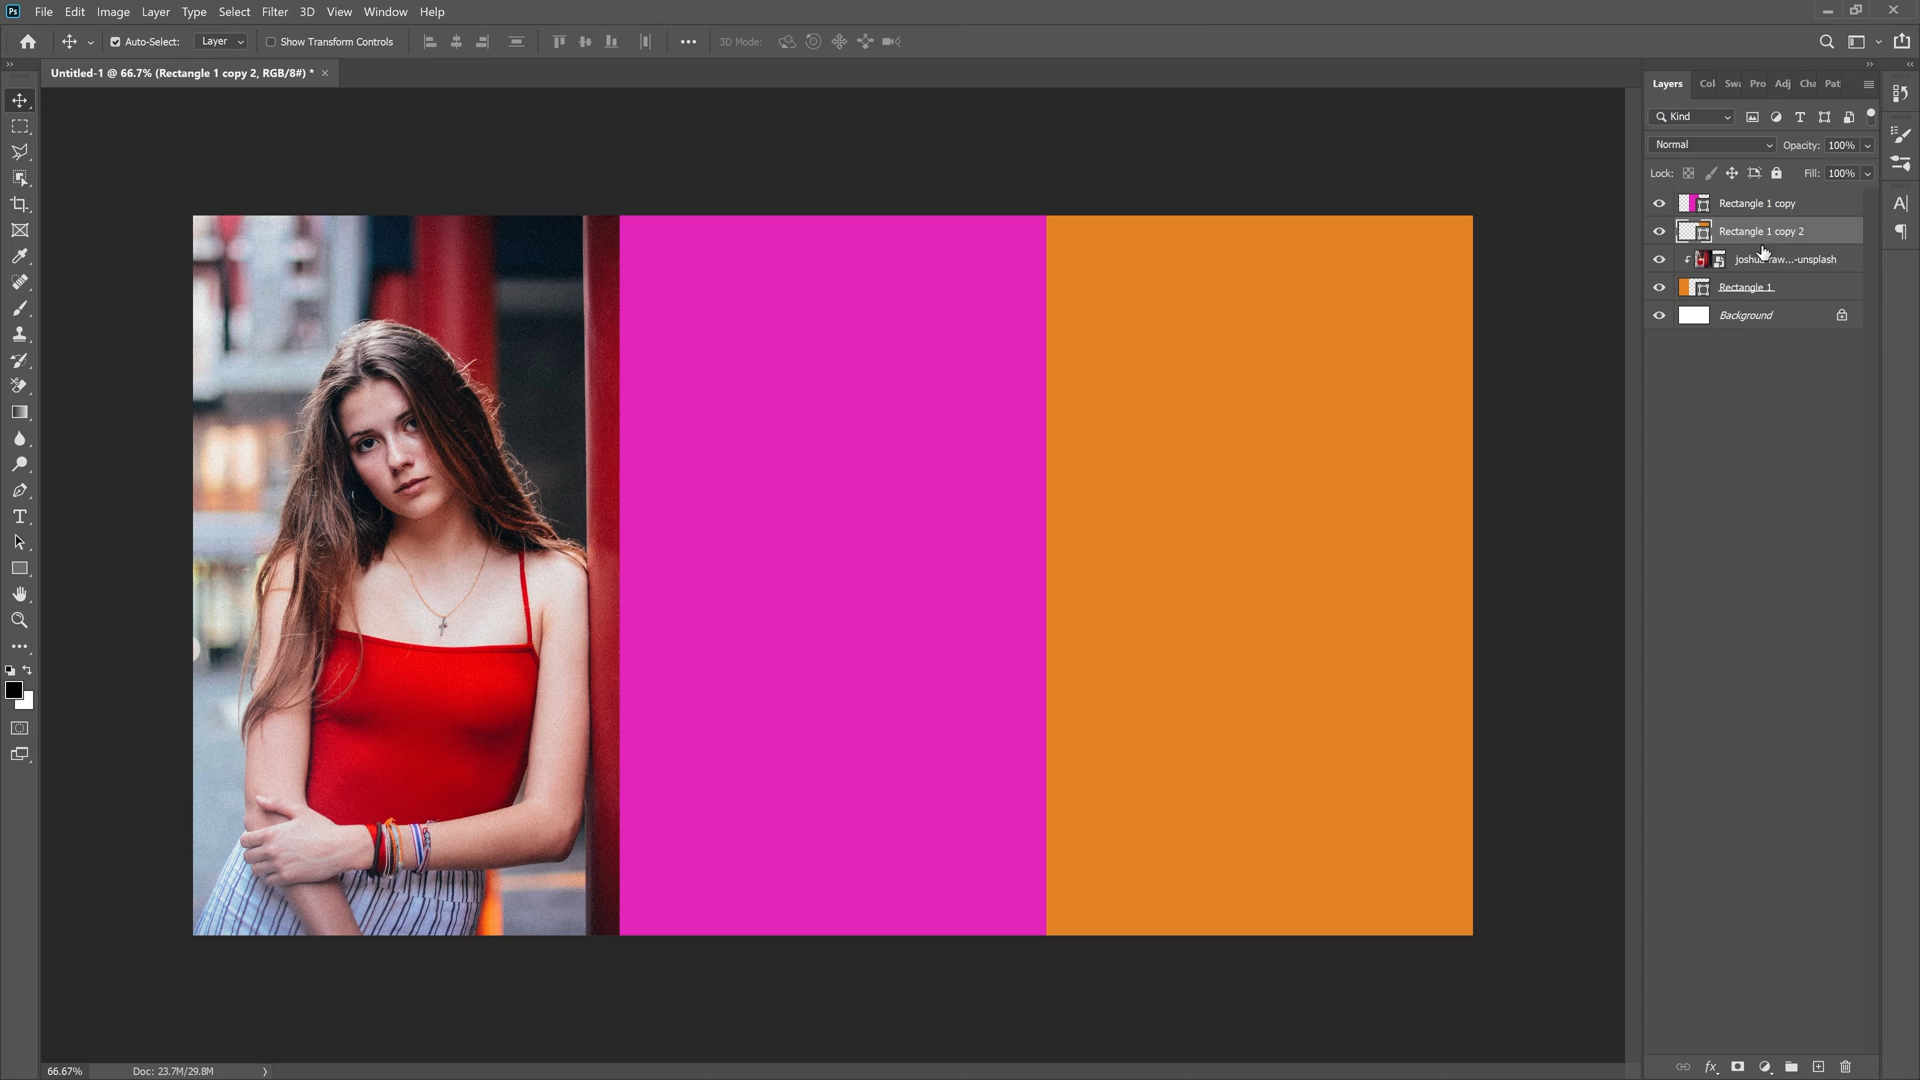 Ps File Edit Image Layer Type Select Filter 3D View Window Help
Auto-Select: Layer Show Transform Controls 3D Mode:
Untitled-1 @ 66.7% (Rectangle 1 copy 2, RGB/8#) *
Layers Col Swa Pro Adj Cha Pat
Kind
Normal Opacity: 100%
Lock: Fill: 100%
Rectangle 1 copy
Rectangle 1 copy 2
Rectangle 1
Background
fx
66.67% Doc: 23.7M/29.8M